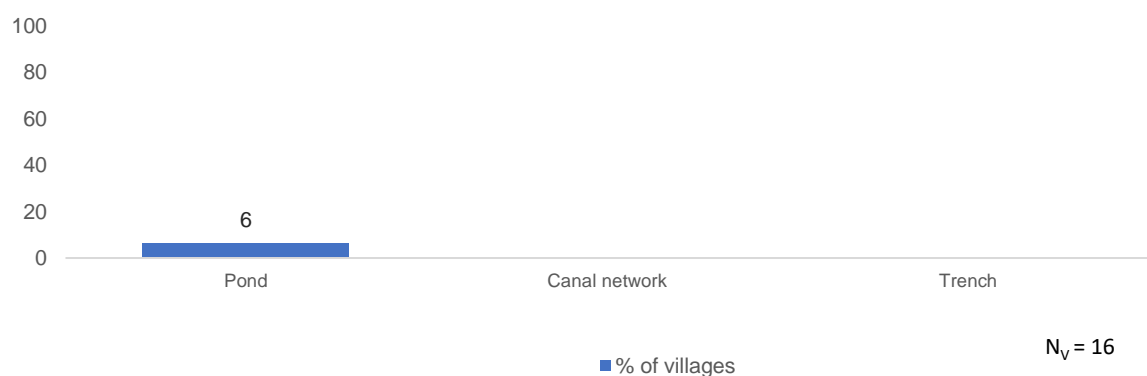 100
80
60
40
20
0
6
Pond Canal network Trench
% of villages
Nᵥ = 16